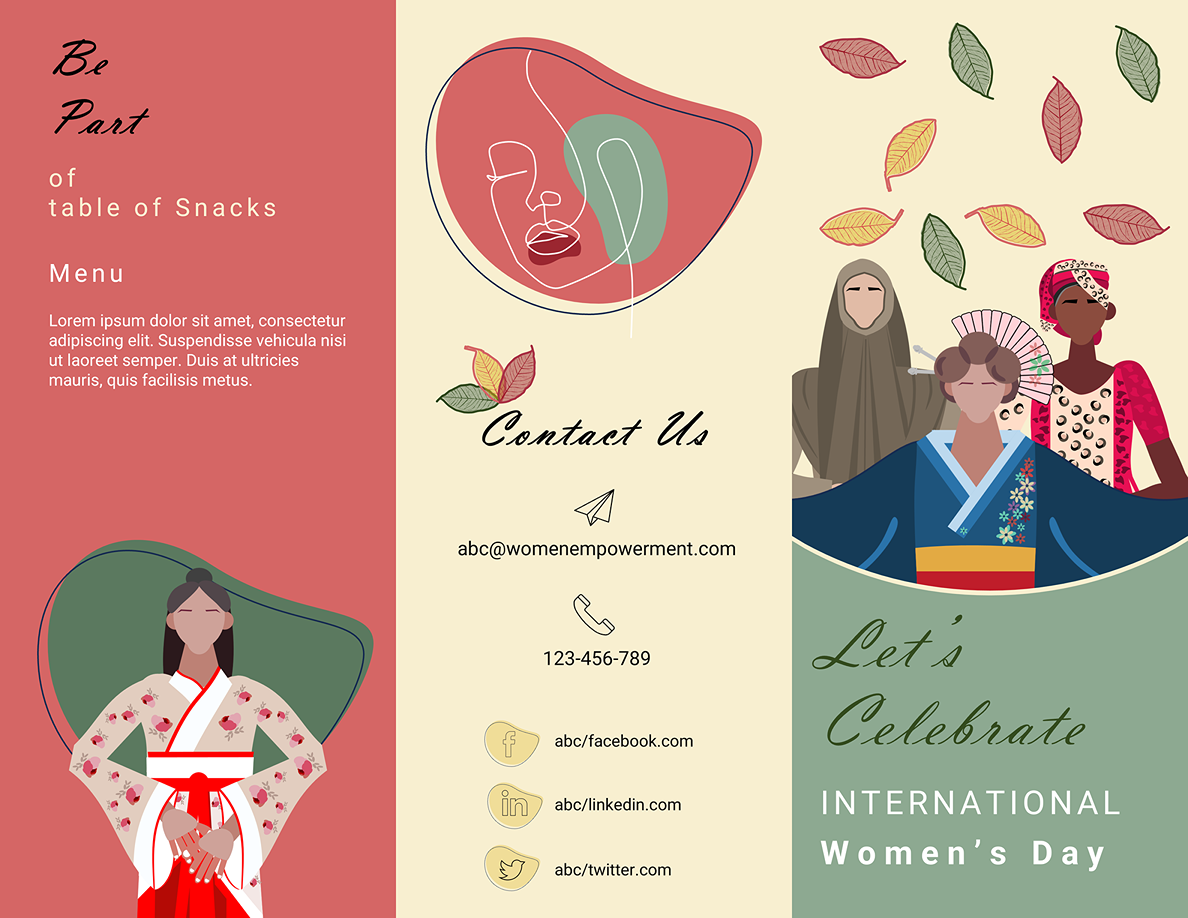 Be
Part
of
table of Snacks
Menu
Lorem ipsum dolor sit amet, consectetur
adipiscing elit. Suspendisse vehicula nisi
ut laoreet semper. Duis at ultricies
mauris, quis facilisis metus.
Contact Us
abc@womenempowerment.com
123-456-789
f
abc/facebook.com
in
abc/linkedin.com
abc/twitter.com
Let's
Celebrate
INTERNATIONAL
Women's Day